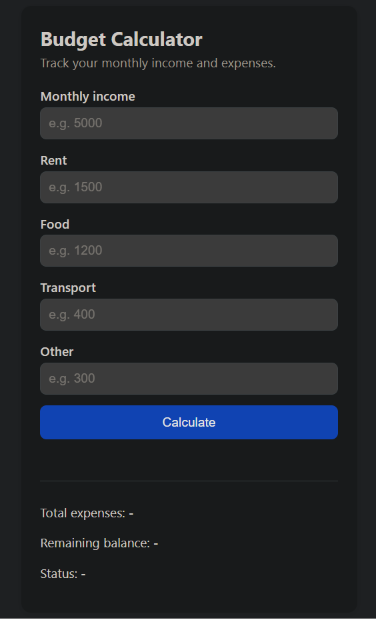 Budget Calculator
Track your monthly income and expenses.
Monthly income
e.g. 5000
Rent
e.g. 1500
Food
e.g. 1200
Transport
e.g. 400
Other
e.g. 300
Calculate
Total expenses: -
Remaining balance: -
Status: -